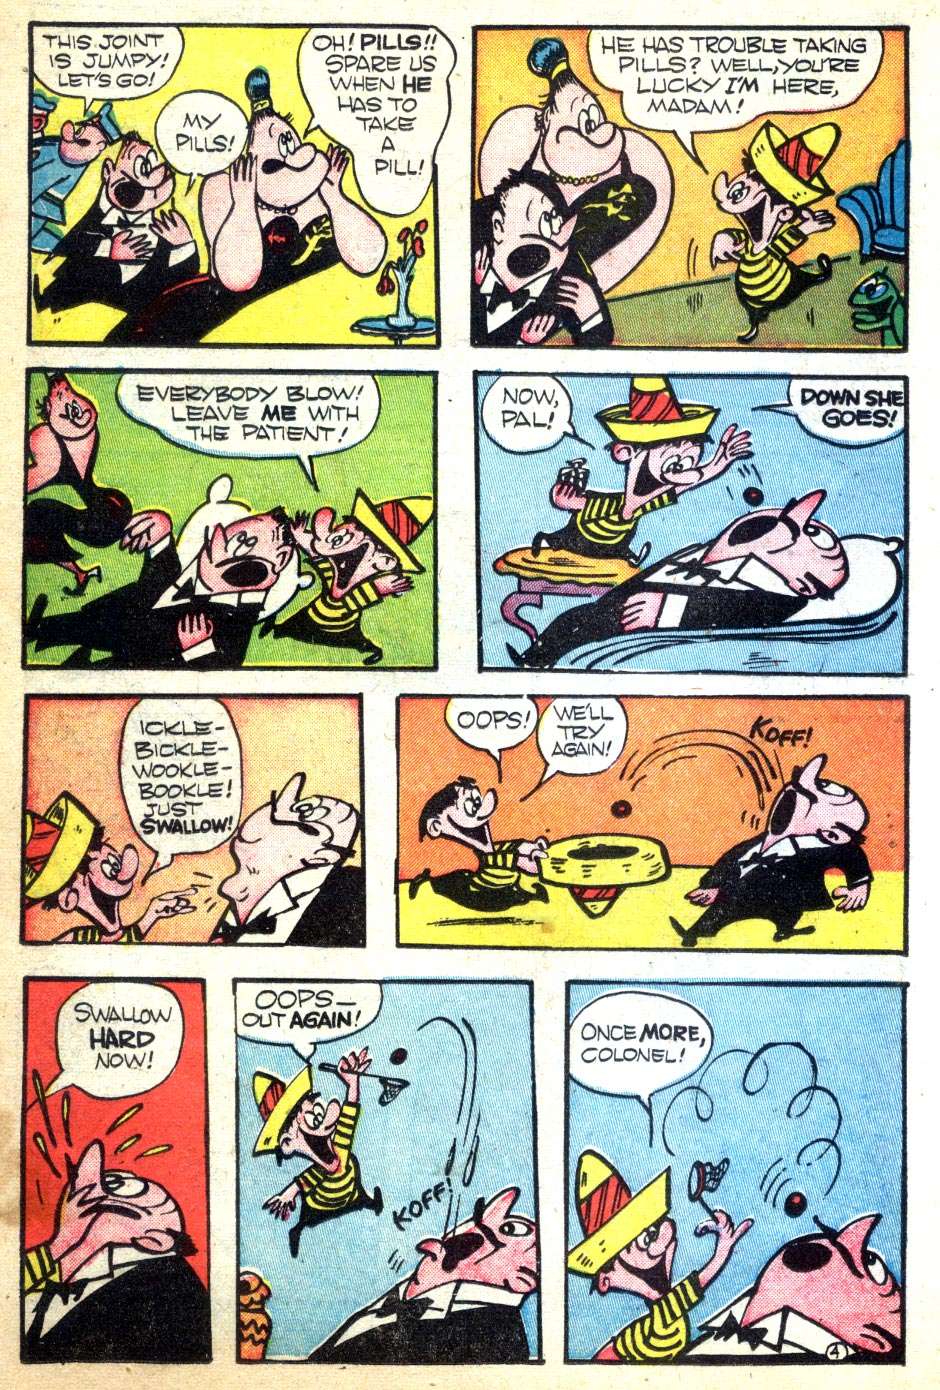 THIS JOINT
IS JUMPY!
LET'S GO!
MY
PILLS!
OH! PILLS!!
SPARE US
WHEN HE
HAS TO
TAKE
A
PILL!
HE HAS TROUBLE TAKING
PILLS? WELL, YOU'RE
LUCKY I'M HERE,
MADAM!
EVERYBODY BLOW!
LEAVE ME WITH
THE PATIENT!
NOW,
PAL!
DOWN SHE
GOES!
ICKLE-
BICKLE-
WOOKLE-
BOOKLE!
JUST
SWALLOW!
OOPS!
WE'LL
TRY
AGAIN!
KOFF!
SWALLOW
HARD
NOW!
OOPS—
OUT AGAIN!
KOFF!
ONCE MORE,
COLONEL!
4